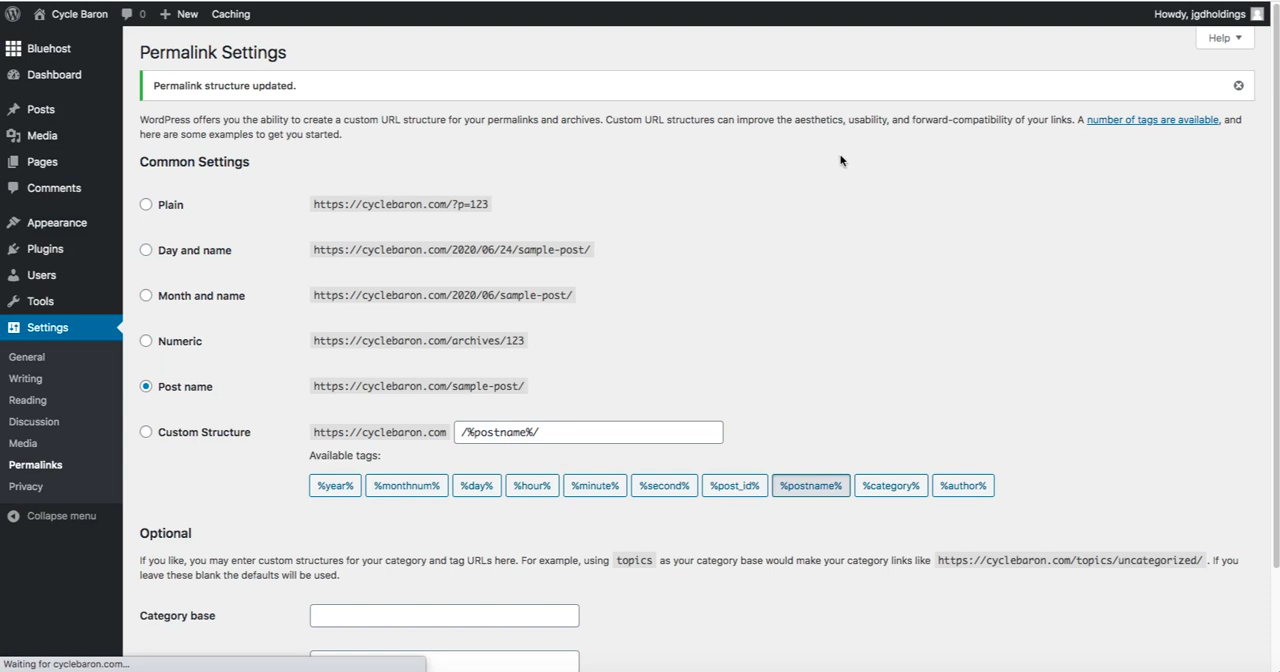 Cycle Baron 0 New Caching Howdy, jgdholdings
Help
Bluehost
Dashboard
Posts
Media
Pages
Comments
Appearance
Plugins
Users
Tools
Settings
General
Writing
Reading
Discussion
Media
Permalinks
Privacy
Collapse menu
Permalink Settings
Permalink structure updated.
WordPress offers you the ability to create a custom URL structure for your permalinks and archives. Custom URL structures can improve the aesthetics, usability, and forward-compatibility of your links. A number of tags are available, and
here are some examples to get you started.
Common Settings
Plain https://cyclebaron.com/?p=123
Day and name https://cyclebaron.com/2020/06/24/sample-post/
Month and name https://cyclebaron.com/2020/06/sample-post/
Numeric https://cyclebaron.com/archives/123
Post name https://cyclebaron.com/sample-post/
Custom Structure https://cyclebaron.com /%postname%/
Available tags:
%year% %monthnum% %day% %hour% %minute% %second% %post_id% %postname% %category% %author%
Optional
If you like, you may enter custom structures for your category and tag URLs here. For example, using topics as your category base would make your category links like https://cyclebaron.com/topics/uncategorized/ . If you
leave these blank the defaults will be used.
Category base
Waiting for cyclebaron.com...